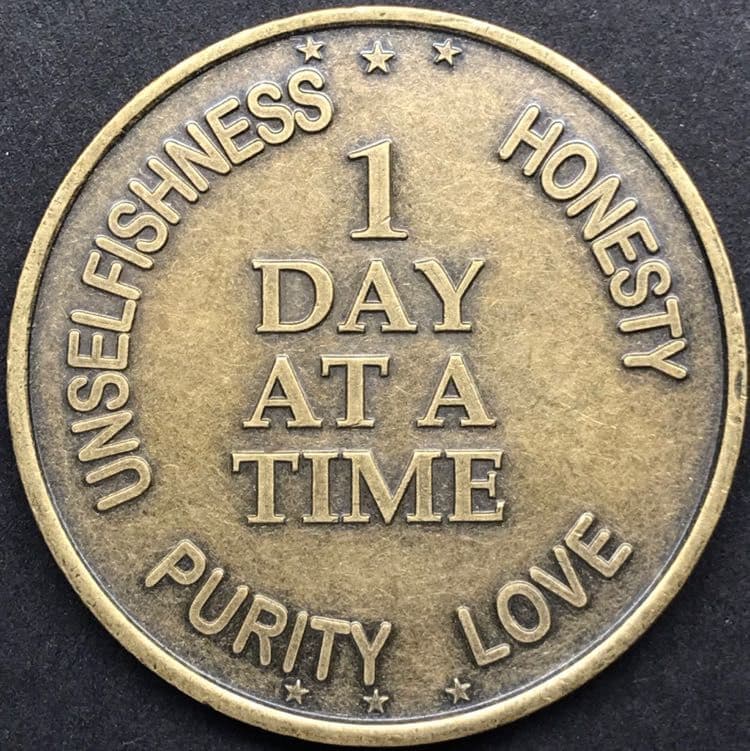 UNSELFISHNESS
HONESTY
1
DAY
AT A
TIME
PURITY
LOVE